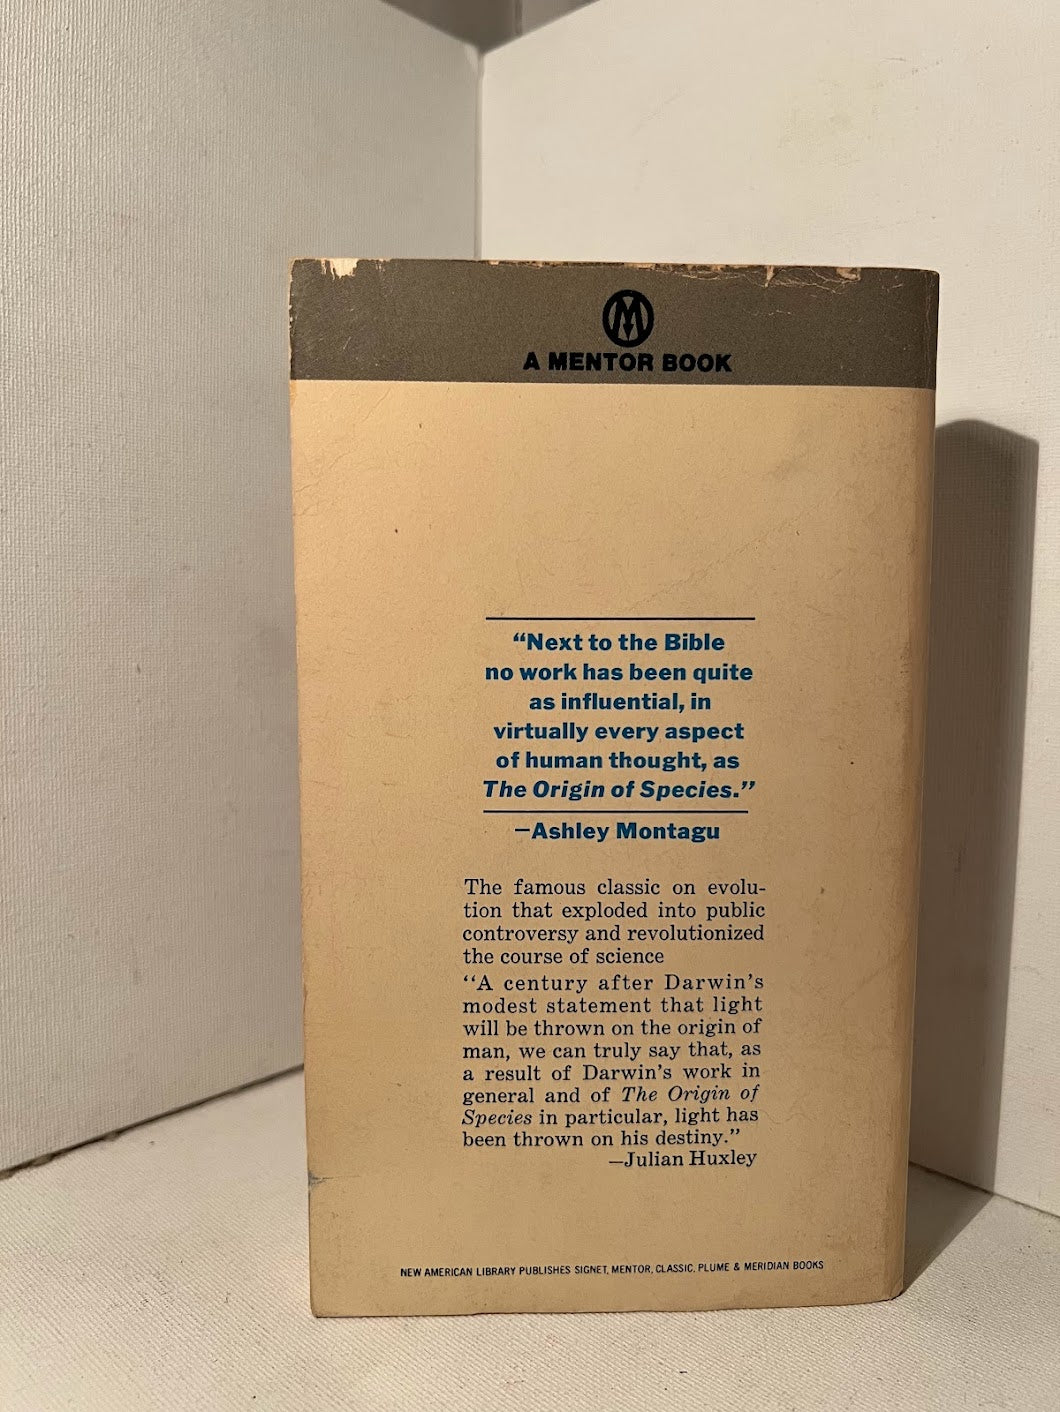 M
A MENTOR BOOK
“Next to the Bible
no work has been quite
as influential, in
virtually every aspect
of human thought, as
The Origin of Species.”
—Ashley Montagu
The famous classic on evolu-
tion that exploded into public
controversy and revolutionized
the course of science
“A century after Darwin’s
modest statement that light
will be thrown on the origin of
man, we can truly say that, as
a result of Darwin’s work in
general and of The Origin of
Species in particular, light has
been thrown on his destiny.”
—Julian Huxley
NEW AMERICAN LIBRARY PUBLISHES SIGNET, MENTOR, CLASSIC, PLUME & MERIDIAN BOOKS